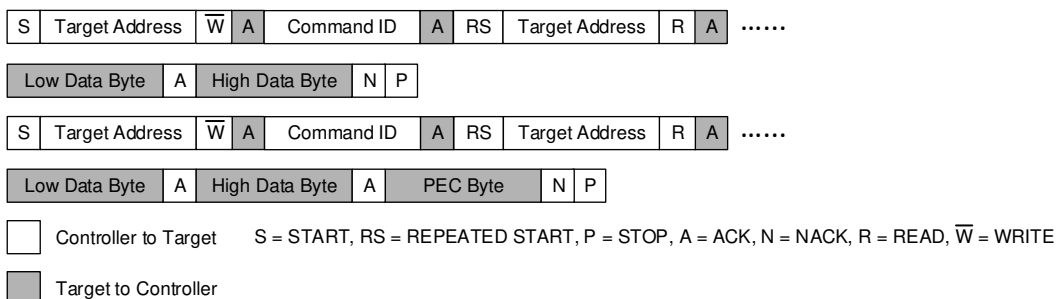 S Target Address W̅ A Command ID A RS Target Address R A ......
Low Data Byte A High Data Byte N P
S Target Address W̅ A Command ID A RS Target Address R A ......
Low Data Byte A High Data Byte A PEC Byte N P
Controller to Target S = START, RS = REPEATED START, P = STOP, A = ACK, N = NACK, R = READ, W̅ = WRITE
Target to Controller